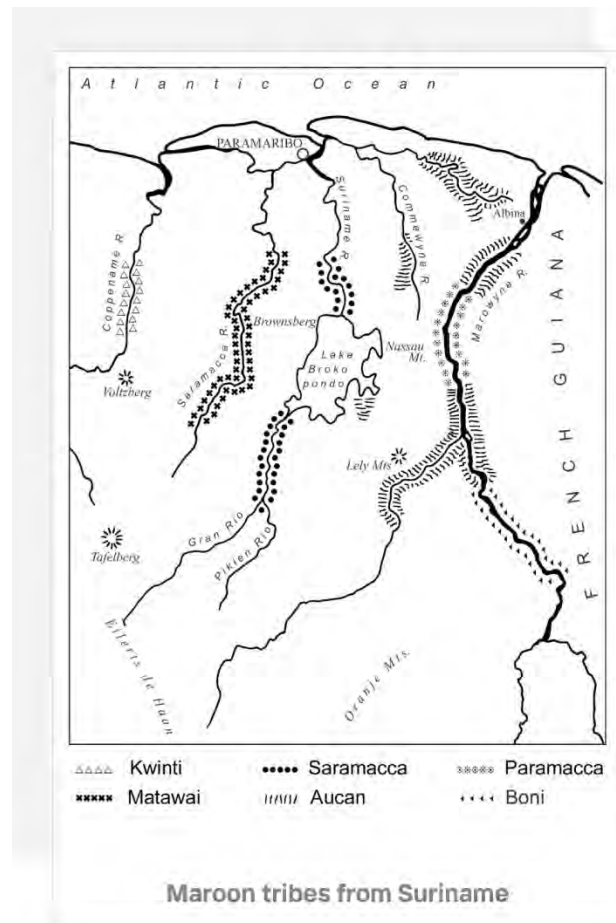 Atlantic Ocean
PARAMARIBO
Suriname R.
Commewyne R.
Albina
Coppename R.
Marowyne R.
Saramacca R.
Brownsberg
Nassau
Mt.
Lake
Broko
pondo
Voltzberg
FRENCH GUIANA
Lely Mts
Tafelberg
Gran Rio
Pikien Rio
Eilerts de Haan
Oranje Mts.
Kwinti
Saramacca
Paramacca
Matawai
Aucan
Boni
Maroon tribes from Suriname